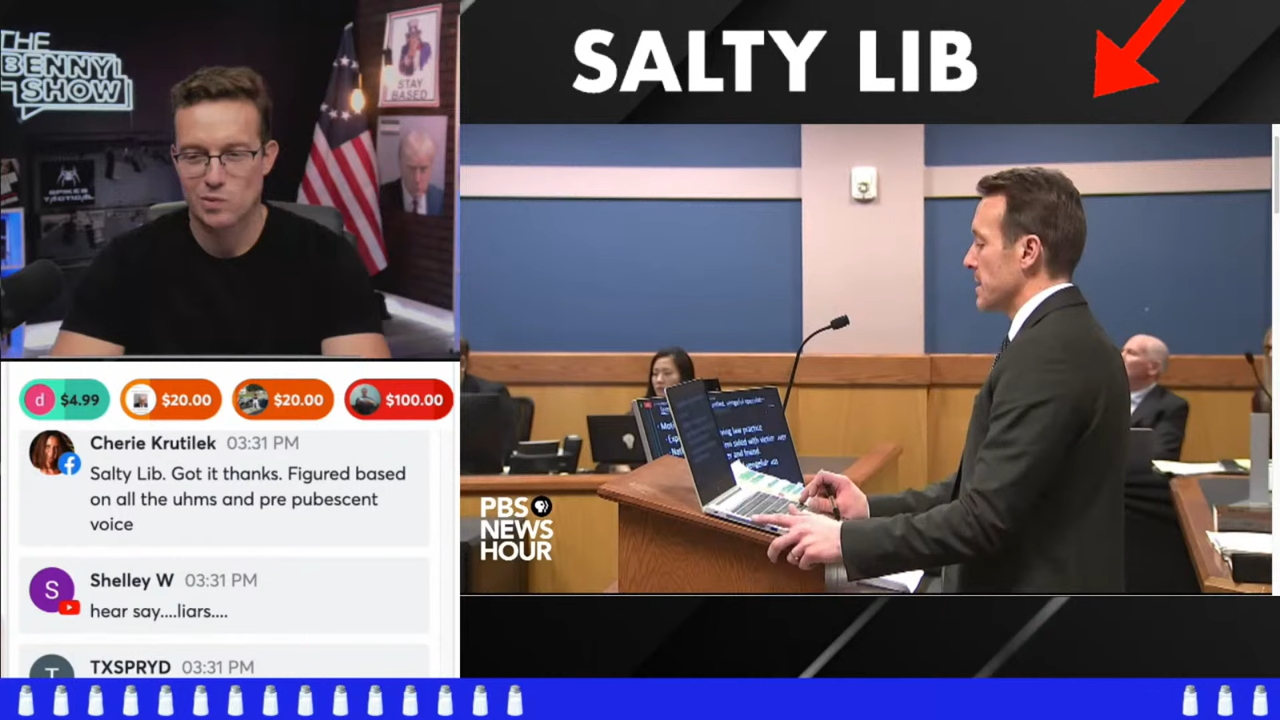 THE
BENNY
SHOW
STAY
BASED
SPIKES
TACTICAL
SALTY LIB
PBS
NEWS
HOUR
d $4.99 $20.00 $20.00 $100.00
Cherie Krutilek 03:31 PM
Salty Lib. Got it thanks. Figured based
on all the uhms and pre pubescent
voice
S
Shelley W 03:31 PM
hear say....liars....
TXSPRYD 03:31 PM